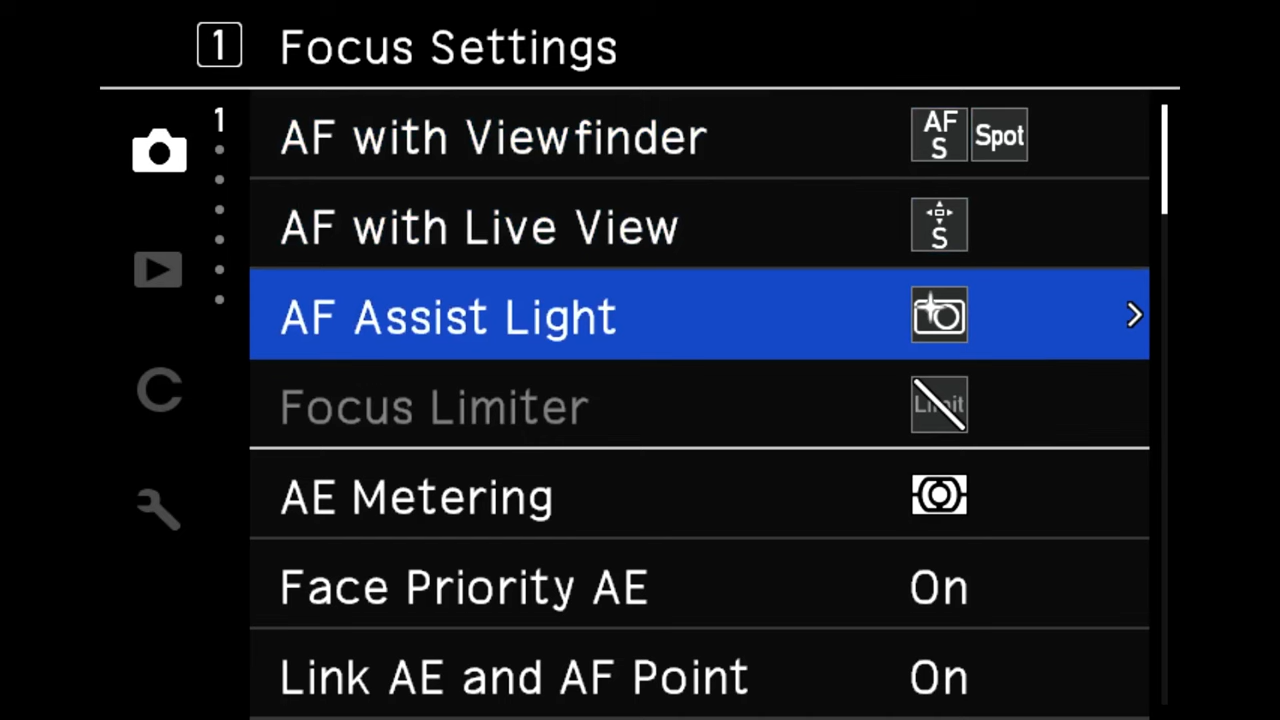 1 Focus Settings
1
AF with Viewfinder AF S Spot
AF with Live View S
AF Assist Light
Focus Limiter Limit
AE Metering
Face Priority AE On
Link AE and AF Point On